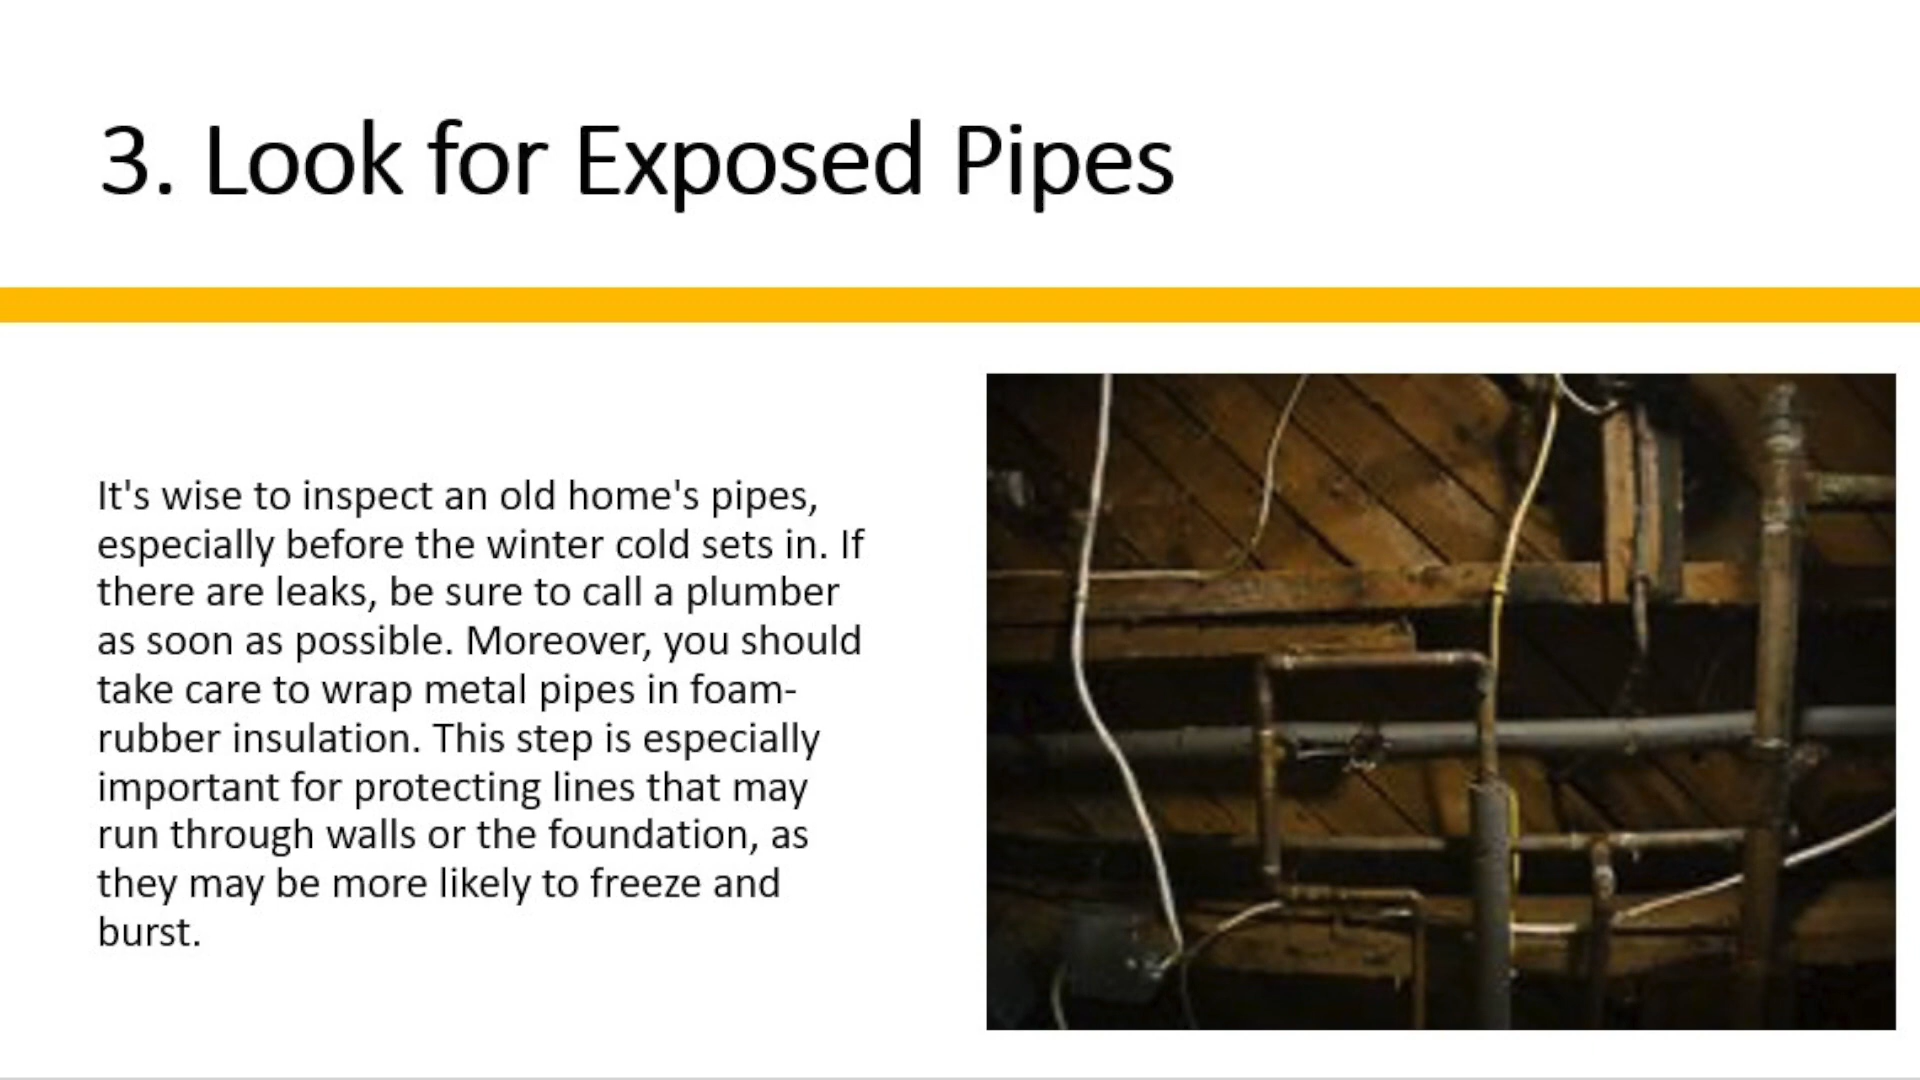 3. Look for Exposed Pipes
It's wise to inspect an old home's pipes,
especially before the winter cold sets in. If
there are leaks, be sure to call a plumber
as soon as possible. Moreover, you should
take care to wrap metal pipes in foam-
rubber insulation. This step is especially
important for protecting lines that may
run through walls or the foundation, as
they may be more likely to freeze and
burst.